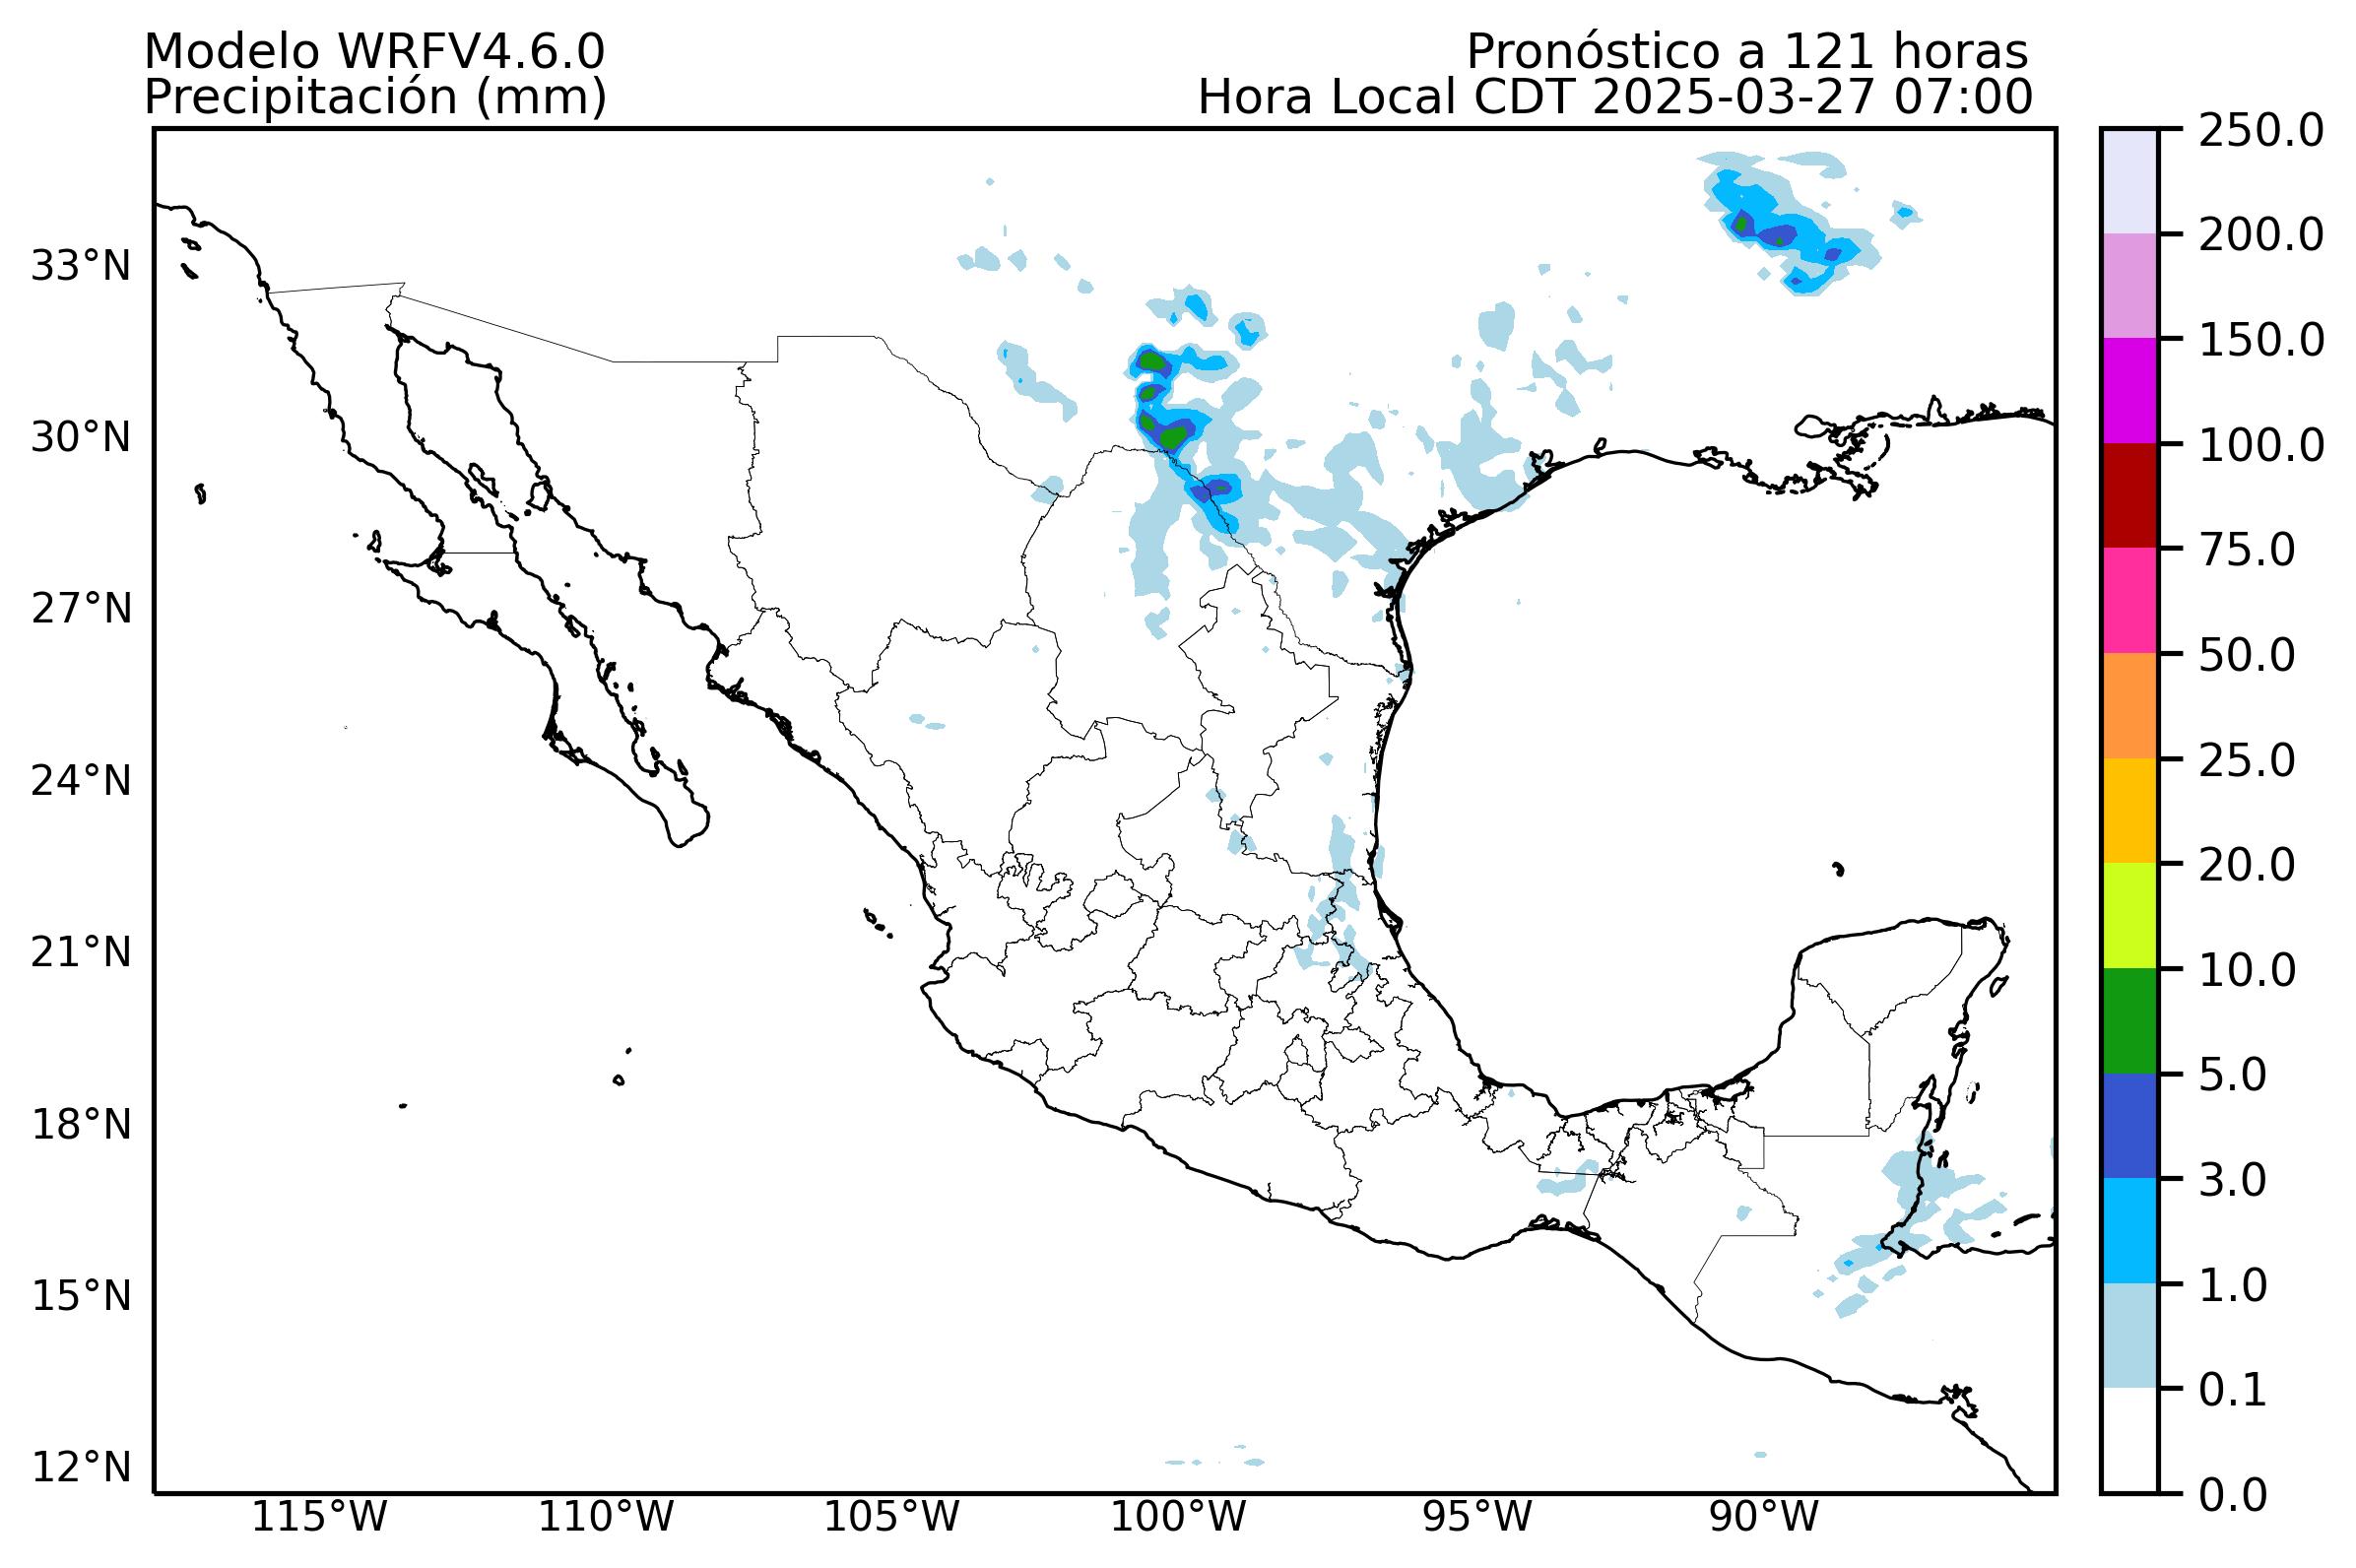 Modelo WRFV4.6.0
Precipitación (mm)
Pronóstico a 121 horas
Hora Local CDT 2025-03-27 07:00
33°N
30°N
27°N
24°N
21°N
18°N
15°N
12°N
115°W
110°W
105°W
100°W
95°W
90°W
250.0
200.0
150.0
100.0
75.0
50.0
25.0
20.0
10.0
5.0
3.0
1.0
0.1
0.0